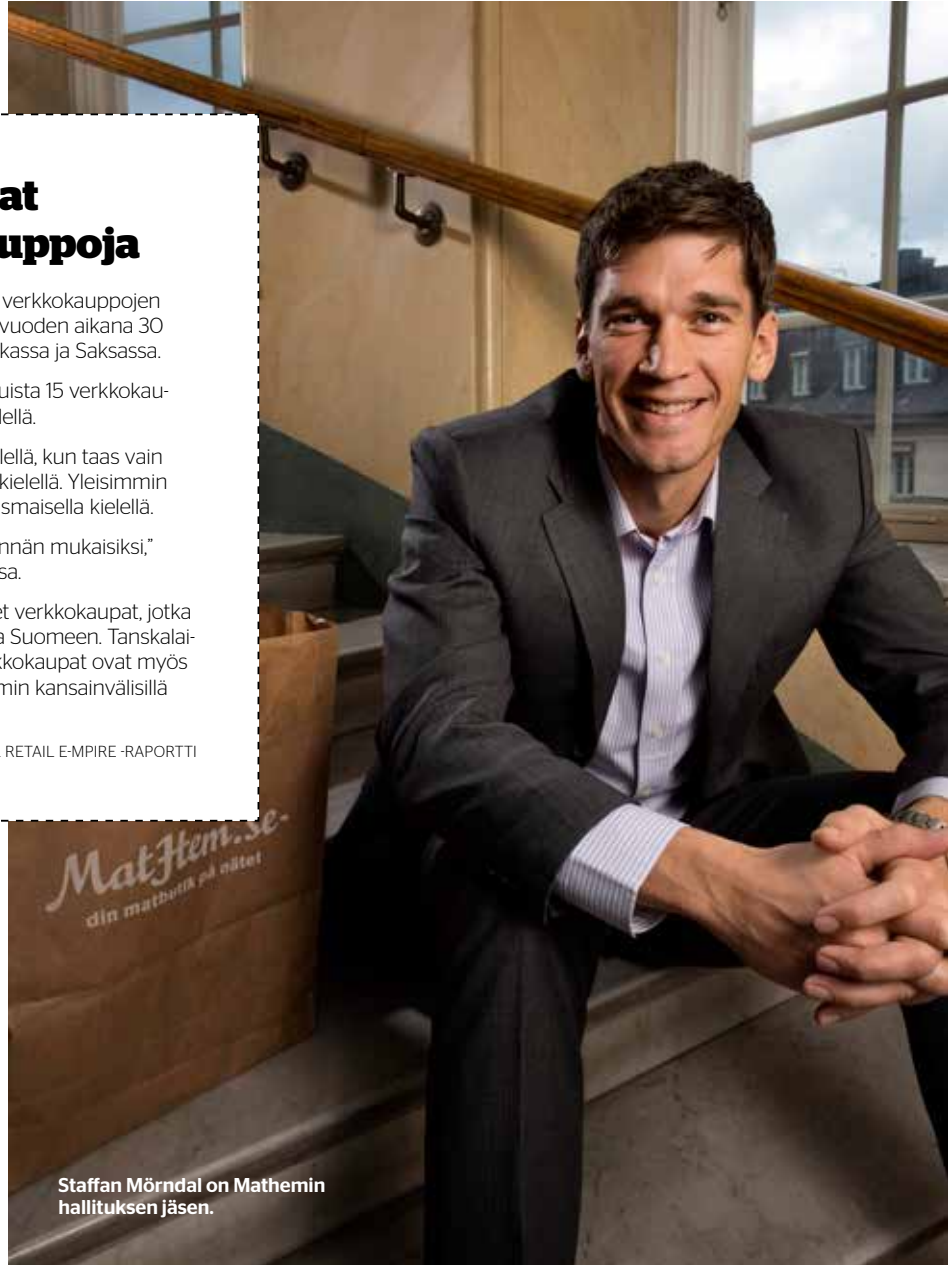 at
uppoja
verkkokauppojen
vuoden aikana 30
kassa ja Saksassa.
uista 15 verkkokau-
lellä.
lellä, kun taas vain
kielellä. Yleisimmin
smaisella kielellä.
nnän mukaisiksi,”
sa.
et verkkokaupat, jotka
a Suomeen. Tanskalai-
kkokaupat ovat myös
min kansainvälisillä
RETAIL E-MPIRE -RAPORTTI
MatHem.se
din matbutik på nätet
Staffan Mörndal on Mathemin
hallituksen jäsen.